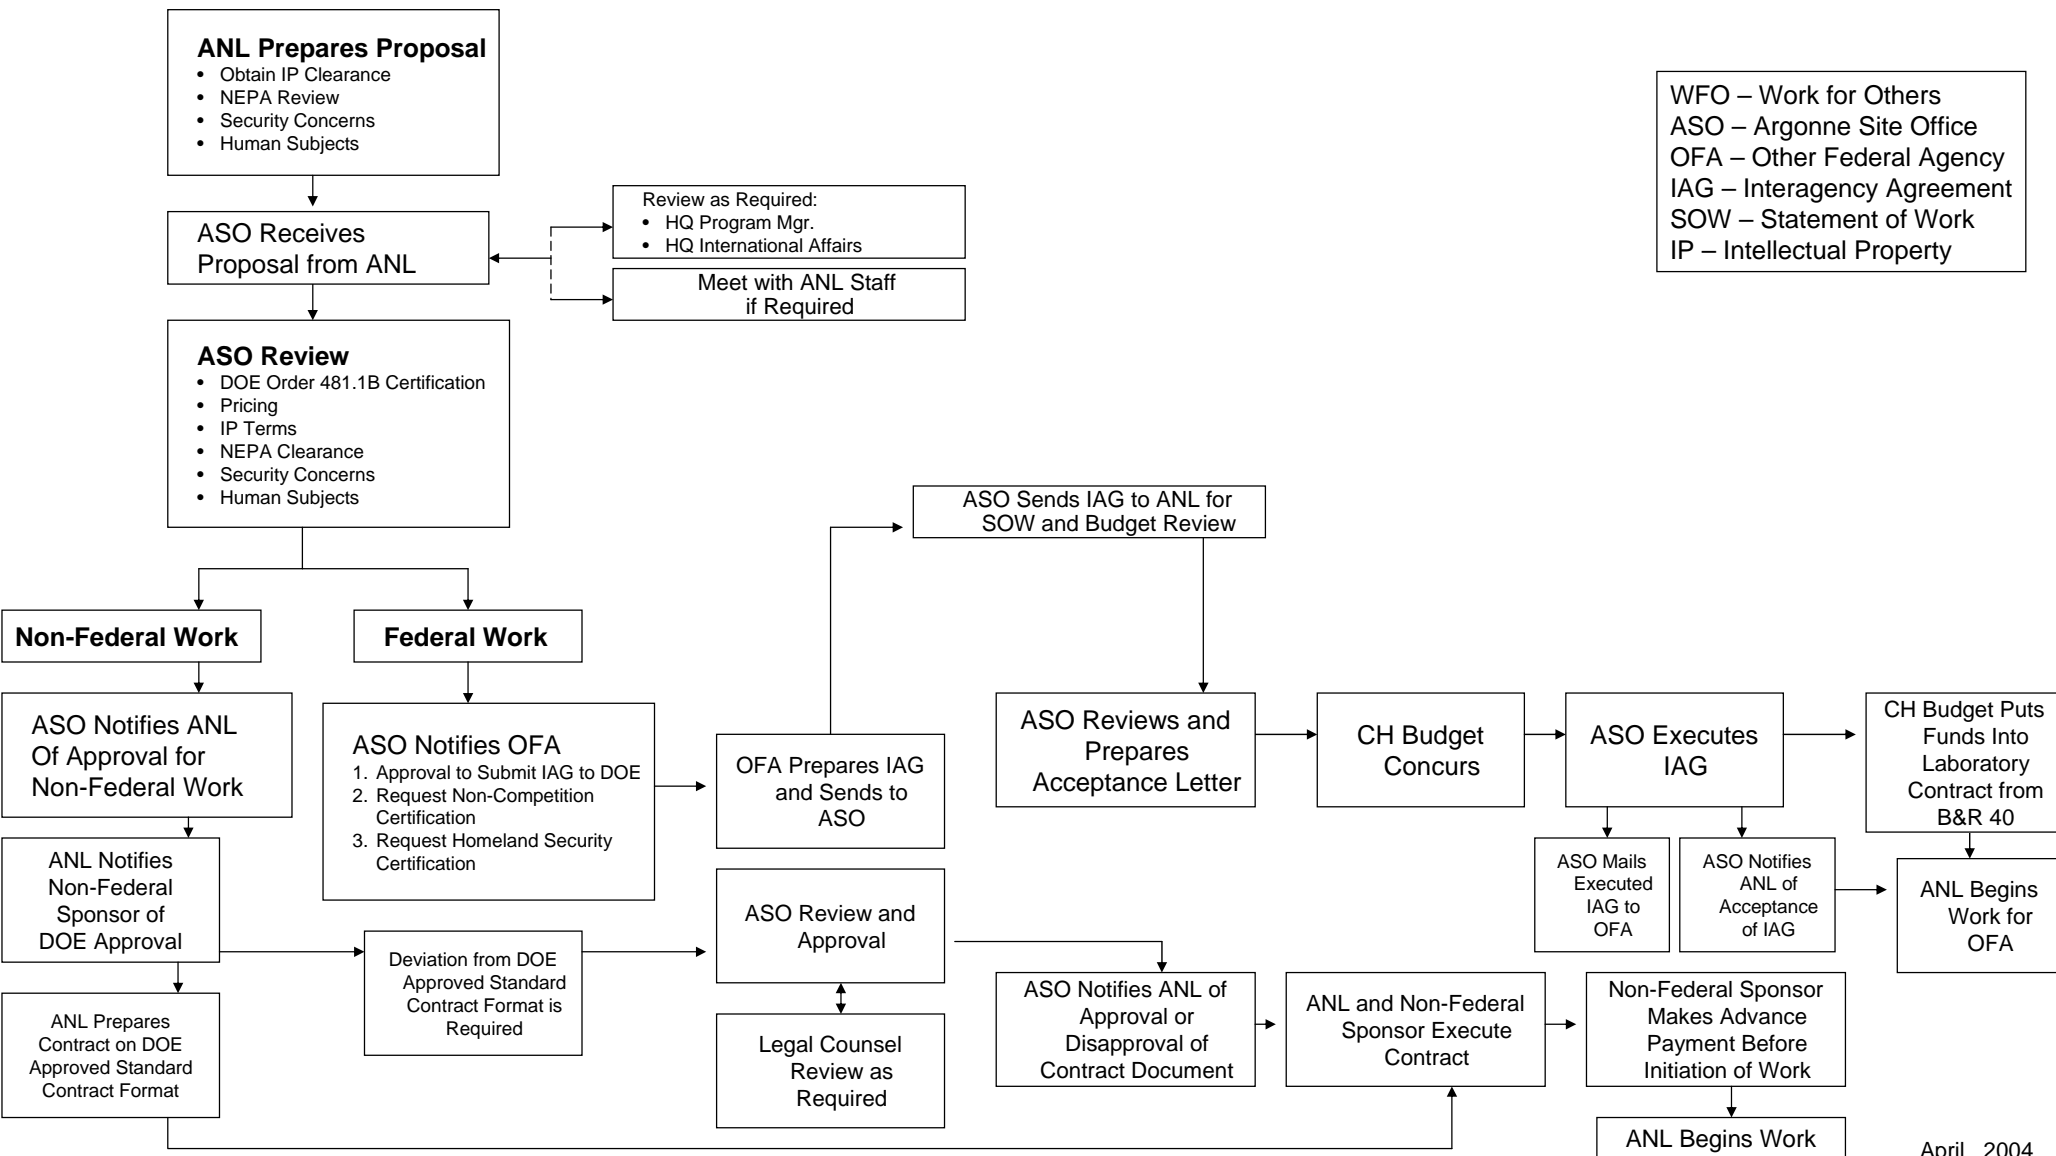 ANL Prepares Proposal
• Obtain IP Clearance
• NEPA Review
• Security Concerns
• Human Subjects
WFO – Work for Others
ASO – Argonne Site Office
OFA – Other Federal Agency
IAG – Interagency Agreement
SOW – Statement of Work
IP – Intellectual Property
ASO Receives
Proposal from ANL
Review as Required:
• HQ Program Mgr.
• HQ International Affairs
Meet with ANL Staff
if Required
ASO Review
• DOE Order 481.1B Certification
• Pricing
• IP Terms
• NEPA Clearance
• Security Concerns
• Human Subjects
Non-Federal Work
Federal Work
ASO Notifies ANL
Of Approval for
Non-Federal Work
ASO Notifies OFA
1. Approval to Submit IAG to DOE
2. Request Non-Competition
Certification
3. Request Homeland Security
Certification
OFA Prepares IAG
and Sends to
ASO
ASO Sends IAG to ANL for
SOW and Budget Review
ASO Reviews and
Prepares
Acceptance Letter
CH Budget
Concurs
ASO Executes
IAG
CH Budget Puts
Funds Into
Laboratory
Contract from
B&R 40
ASO Mails
Executed
IAG to
OFA
ASO Notifies
ANL of
Acceptance
of IAG
ANL Begins
Work for
OFA
ANL Notifies
Non-Federal
Sponsor of
DOE Approval
ANL Prepares
Contract on DOE
Approved Standard
Contract Format
Deviation from DOE
Approved Standard
Contract Format is
Required
ASO Review and
Approval
Legal Counsel
Review as
Required
ASO Notifies ANL of
Approval or
Disapproval of
Contract Document
ANL and Non-Federal
Sponsor Execute
Contract
Non-Federal Sponsor
Makes Advance
Payment Before
Initiation of Work
ANL Begins Work
April 2004